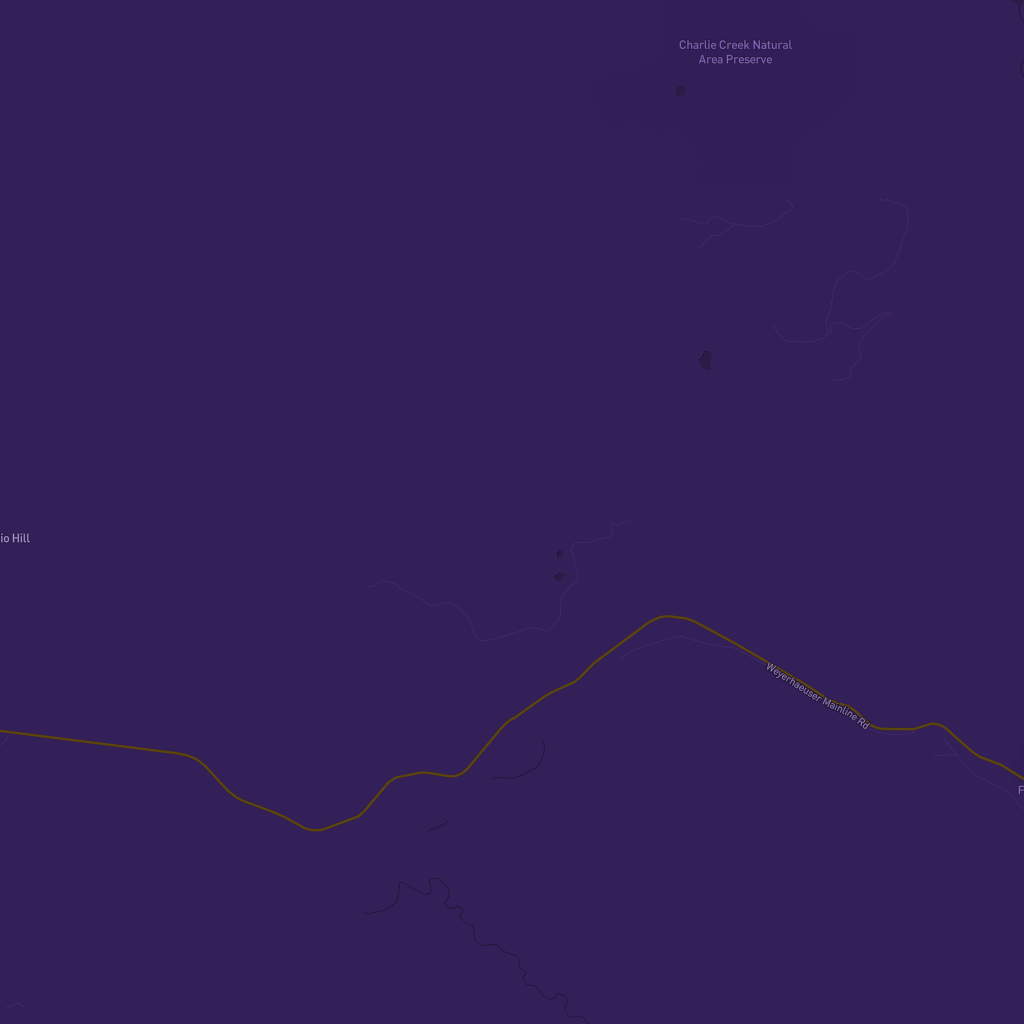 Charlie Creek Natural
Area Preserve
io Hill
Weyerhaeuser Mainline Rd
F